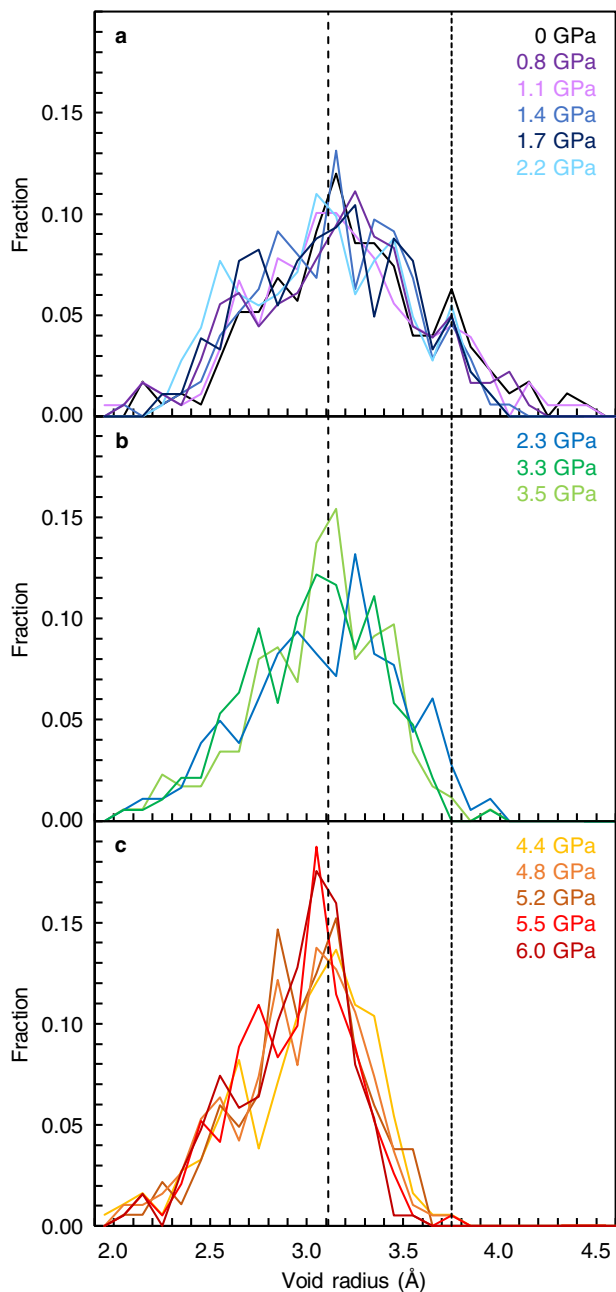 a
0 GPa
0.8 GPa
1.1 GPa
1.4 GPa
1.7 GPa
2.2 GPa
0.15
0.10
0.05
0.00
Fraction
b
2.3 GPa
3.3 GPa
3.5 GPa
0.15
0.10
0.05
0.00
Fraction
c
4.4 GPa
4.8 GPa
5.2 GPa
5.5 GPa
6.0 GPa
0.15
0.10
0.05
0.00
Fraction
2.0 2.5 3.0 3.5 4.0 4.5
Void radius (Å)